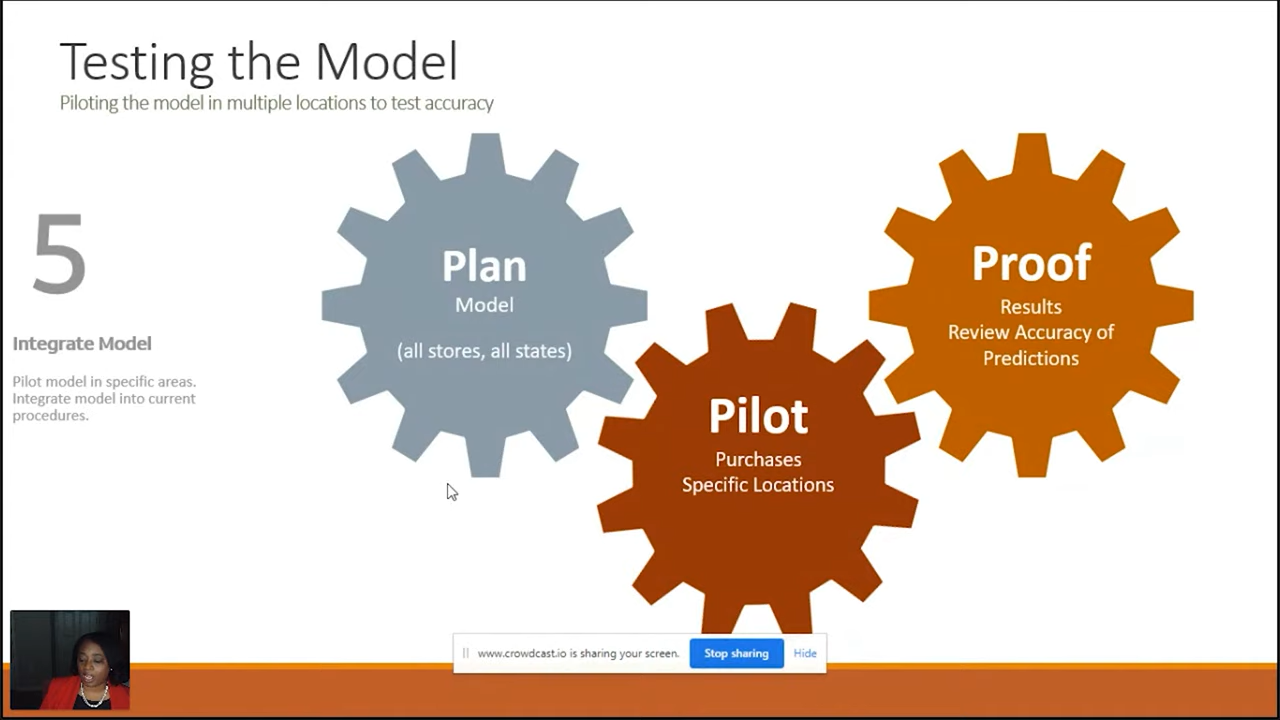 Testing the Model
Piloting the model in multiple locations to test accuracy
5
Integrate Model
Pilot model in specific areas.
Integrate model into current
procedures.
Plan
Model
(all stores, all states)
Pilot
Purchases
Specific Locations
Proof
Results
Review Accuracy of
Predictions
www.crowdcast.io is sharing your screen.
Stop sharing
Hide